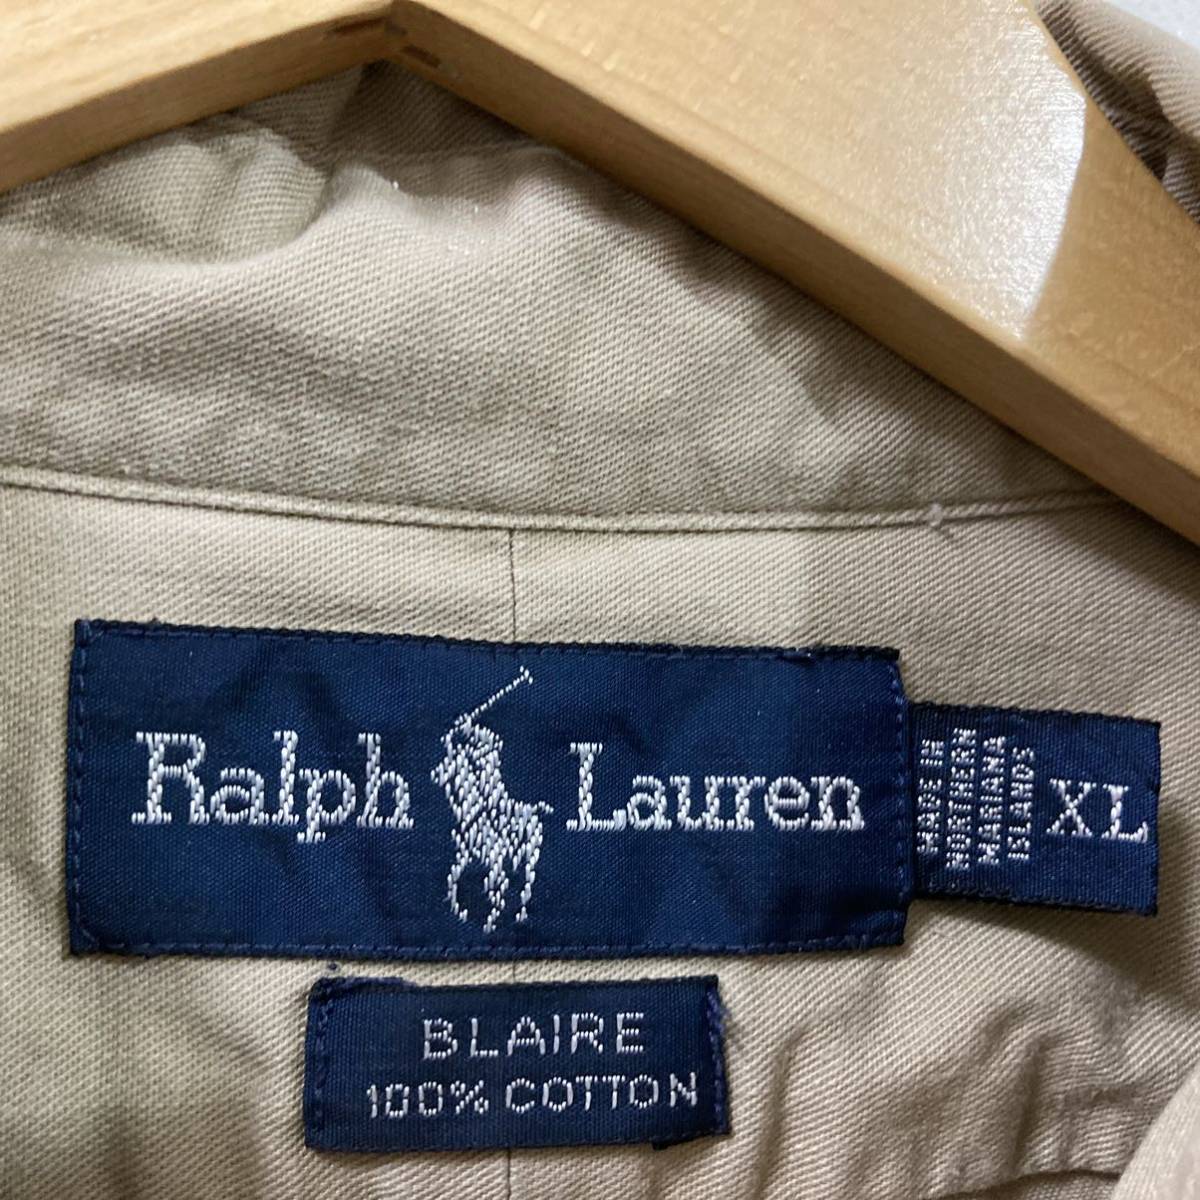 Ralph Lauren
MADE IN
NORTHERN
MARIANA
ISLANDS
XL
BLAIRE
100% COTTON